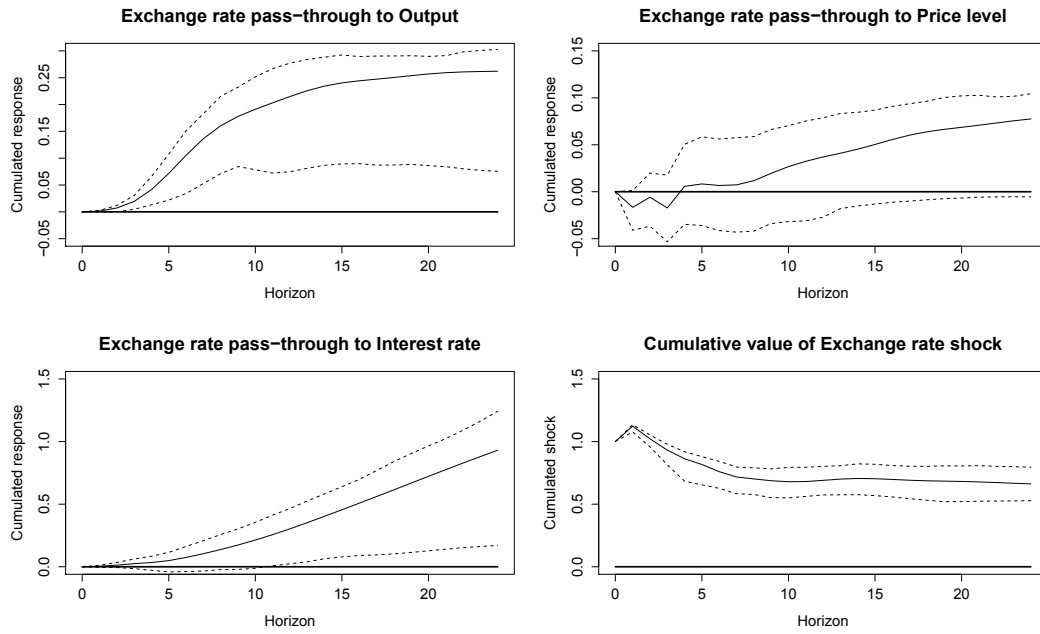 Exchange rate pass−through to Output
Cumulated response
−0.05
0.05
0.15
0.25
0 5 10 15 20
Horizon
Exchange rate pass−through to Price level
Cumulated response
−0.05
0.00
0.05
0.10
0.15
0 5 10 15 20
Horizon
Exchange rate pass−through to Interest rate
Cumulated response
0.0
0.5
1.0
1.5
0 5 10 15 20
Horizon
Cumulative value of Exchange rate shock
Cumulated shock
0.0
0.5
1.0
1.5
0 5 10 15 20
Horizon